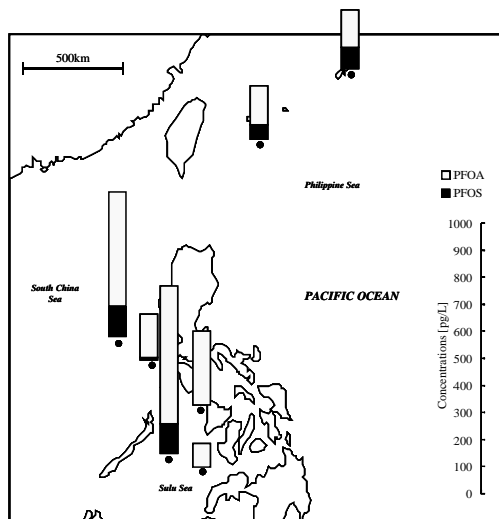 500km
Philippine Sea
PFOA
PFOS
South China
Sea
PACIFIC OCEAN
Concentrations [pg/L]
1000
900
800
700
600
500
400
300
200
100
0
Sulu Sea